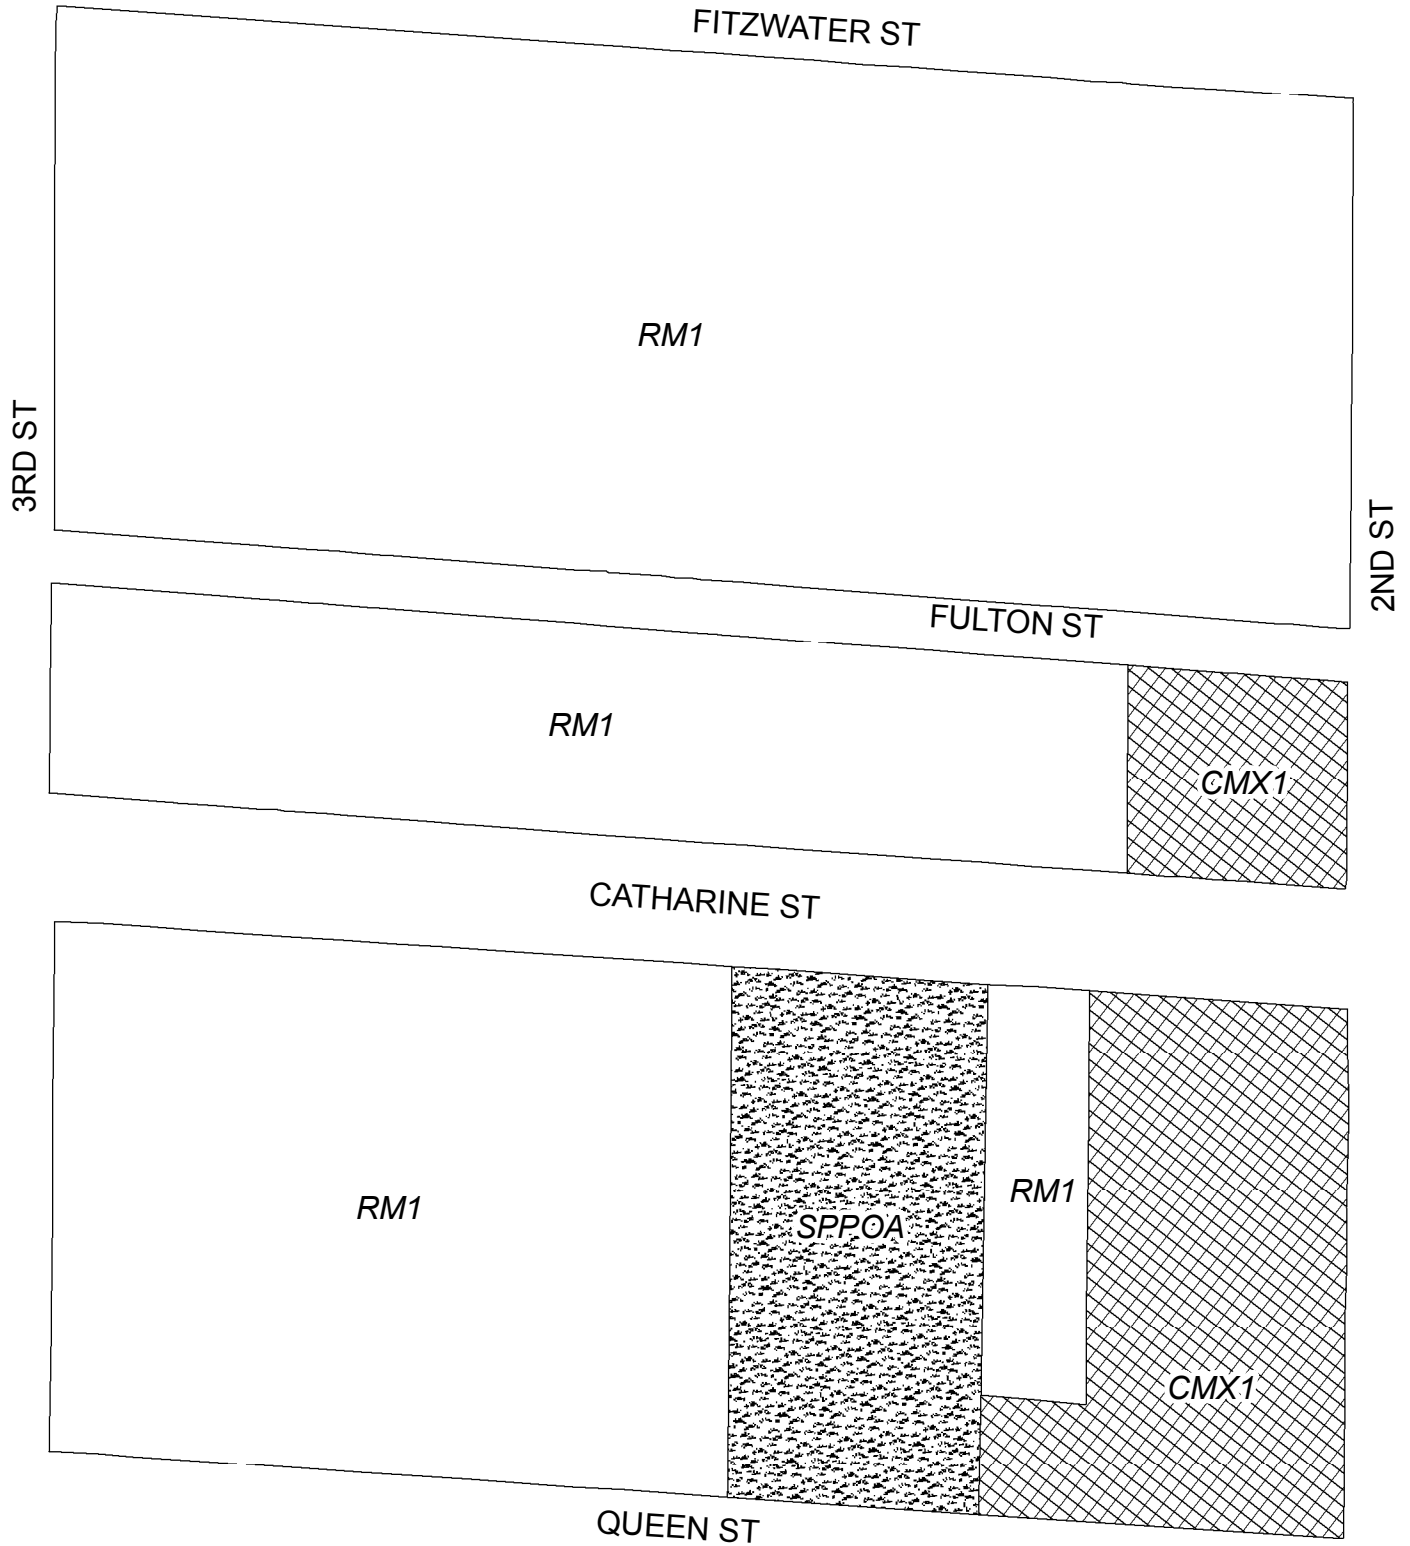 FITZWATER ST
RM1
3RD ST
2ND ST
FULTON ST
RM1
CMX1
CATHARINE ST
RM1
SPPOA
RM1
CMX1
QUEEN ST